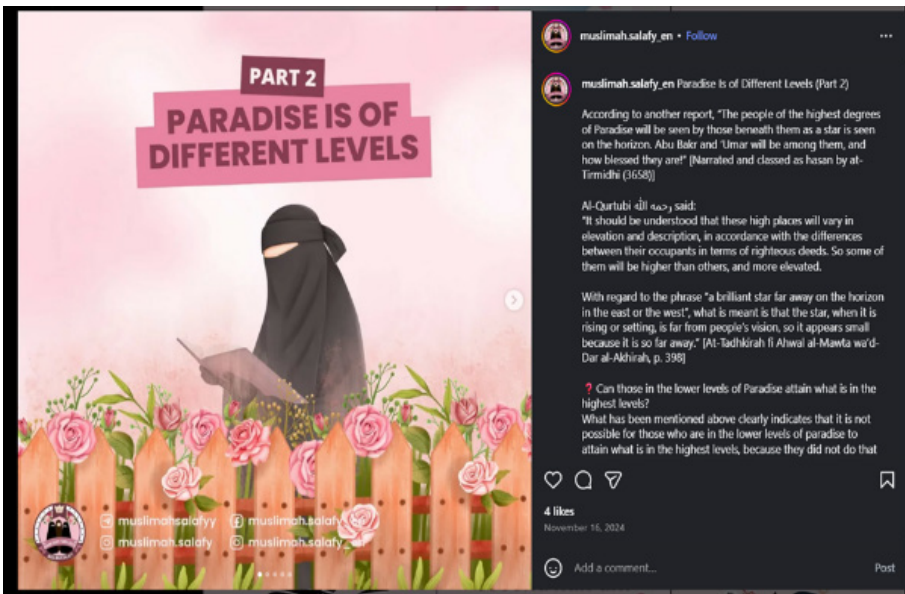 PART 2
PARADISE IS OF
DIFFERENT LEVELS
muslimahsalafyy
muslimah.salafy
muslimah.salafy
muslimah.salafy
muslimah.salafy_en • Follow
muslimah.salafy_en Paradise Is of Different Levels (Part 2)
According to another report, "The people of the highest degrees
of Paradise will be seen by those beneath them as a star is seen
on the horizon. Abu Bakr and 'Umar will be among them, and
how blessed they are!" [Narrated and classed as hasan by at-
Tirmidhi (3658)]
Al-Qurtubi رحمه الله said:
"It should be understood that these high places will vary in
elevation and description, in accordance with the differences
between their occupants in terms of righteous deeds. So some of
them will be higher than others, and more elevated.
With regard to the phrase "a brilliant star far away on the horizon
in the east or the west", what is meant is that the star, when it is
rising or setting, is far from people's vision, so it appears small
because it is so far away." [At-Tadhkirah fi Ahwal al-Mawta wa'd-
Dar al-Akhirah, p. 398]
❓ Can those in the lower levels of Paradise attain what is in the
highest levels?
What has been mentioned above clearly indicates that it is not
possible for those who are in the lower levels of paradise to
attain what is in the highest levels, because they did not do that
4 likes
November 16, 2024
Add a comment...
Post